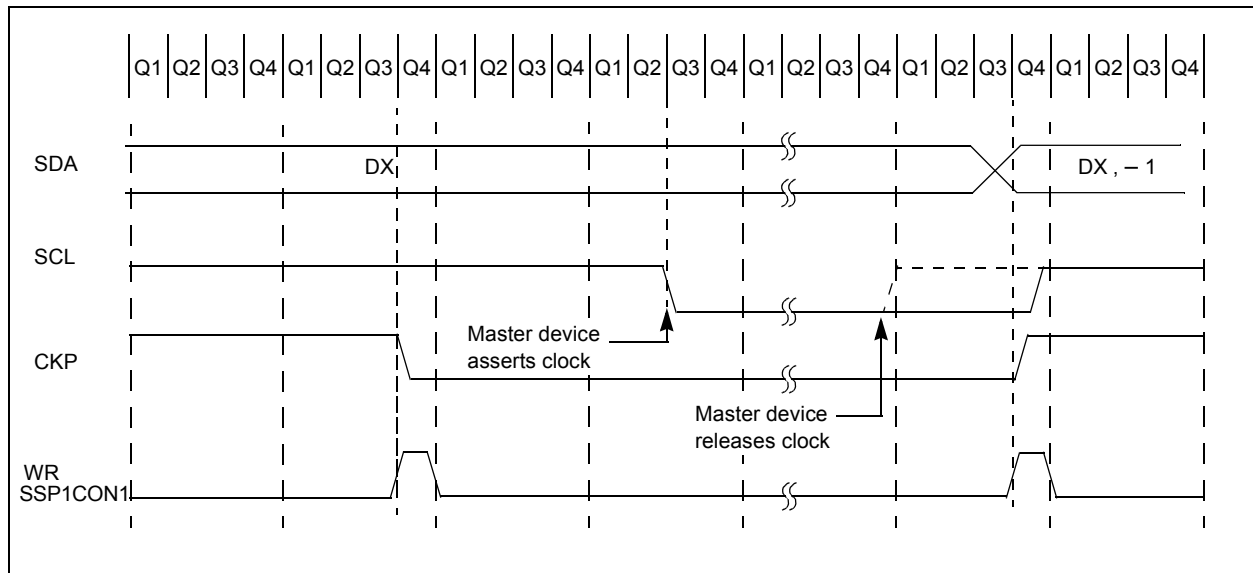 Q1 Q2 Q3 Q4 Q1 Q2 Q3 Q4 Q1 Q2 Q3 Q4 Q1 Q2 Q3 Q4 Q1 Q2 Q3 Q4 Q1 Q2 Q3 Q4 Q1 Q2 Q3 Q4
SDA
DX
DX , – 1
SCL
Master device
asserts clock
CKP
Master device
releases clock
WR
SSP1CON1